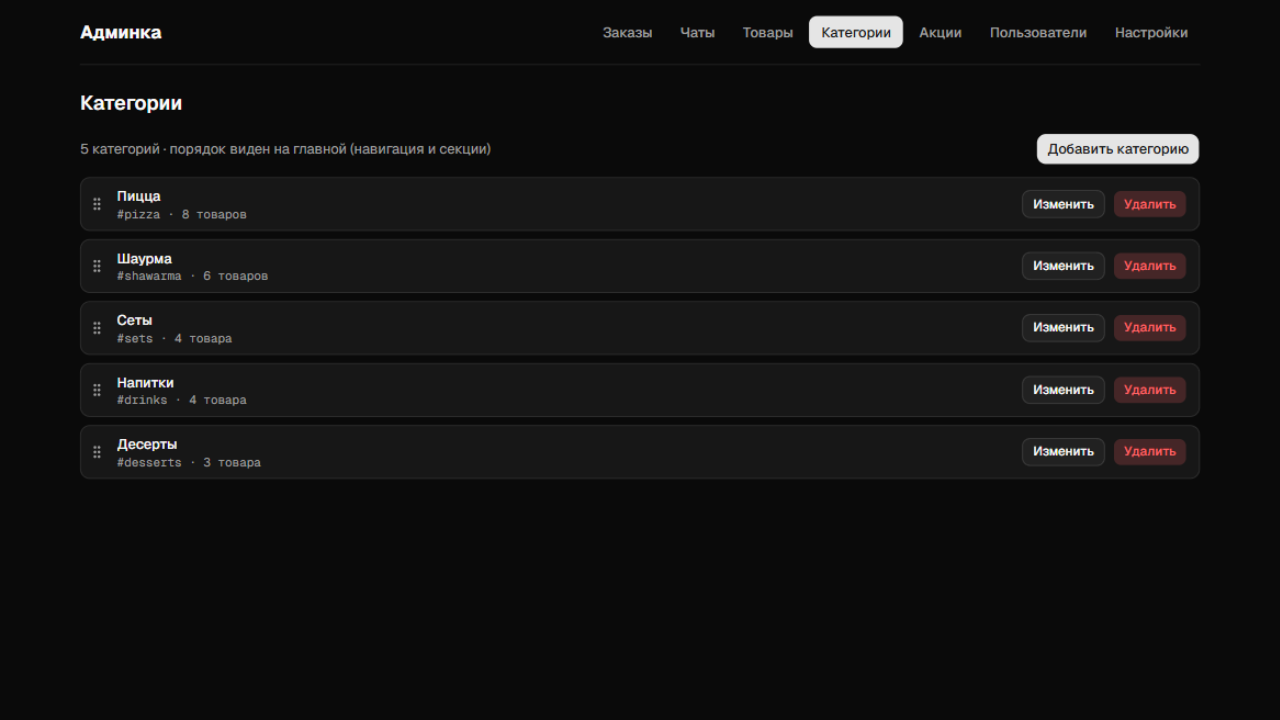 Админка
Заказы Чаты Товары Категории Акции Пользователи Настройки
Категории
5 категорий · порядок виден на главной (навигация и секции) Добавить категорию
Пицца
#pizza · 8 товаров
Изменить Удалить
Шаурма
#shawarma · 6 товаров
Изменить Удалить
Сеты
#sets · 4 товара
Изменить Удалить
Напитки
#drinks · 4 товара
Изменить Удалить
Десерты
#desserts · 3 товара
Изменить Удалить